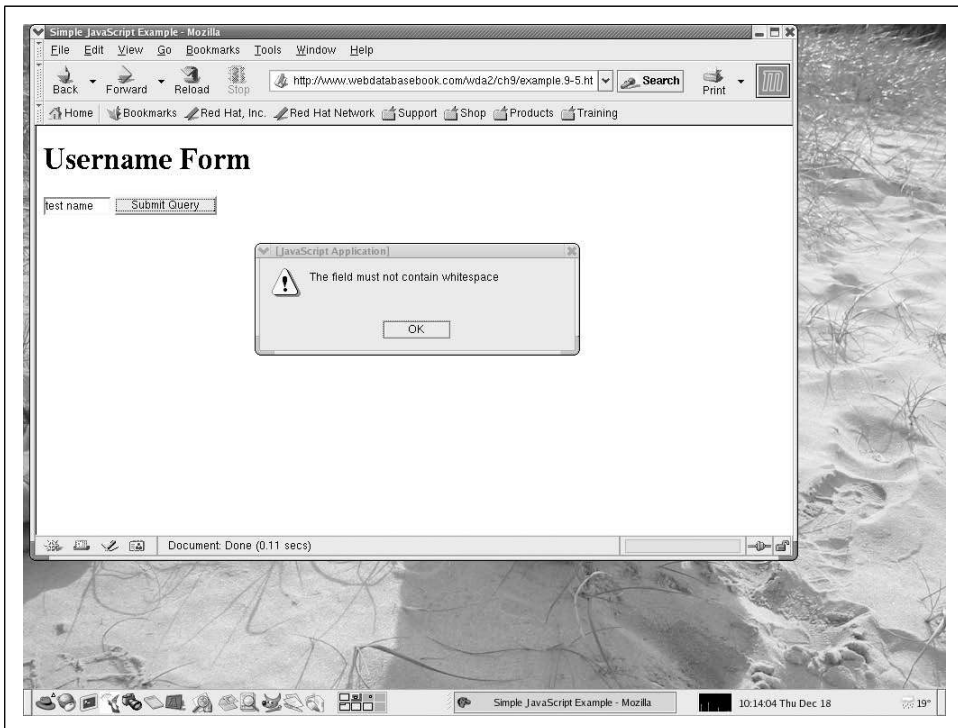 Simple JavaScript Example - Mozilla
File Edit View Go Bookmarks Tools Window Help
Back Forward Reload Stop http://www.webdatabasebook.com/wda2/ch9/example.9-5.ht Search Print
Home Bookmarks Red Hat, Inc. Red Hat Network Support Shop Products Training
Username Form
test name Submit Query
[JavaScript Application]
The field must not contain whitespace
OK
Document: Done (0.11 secs)
Simple JavaScript Example - Mozilla 10:14:04 Thu Dec 18 19°